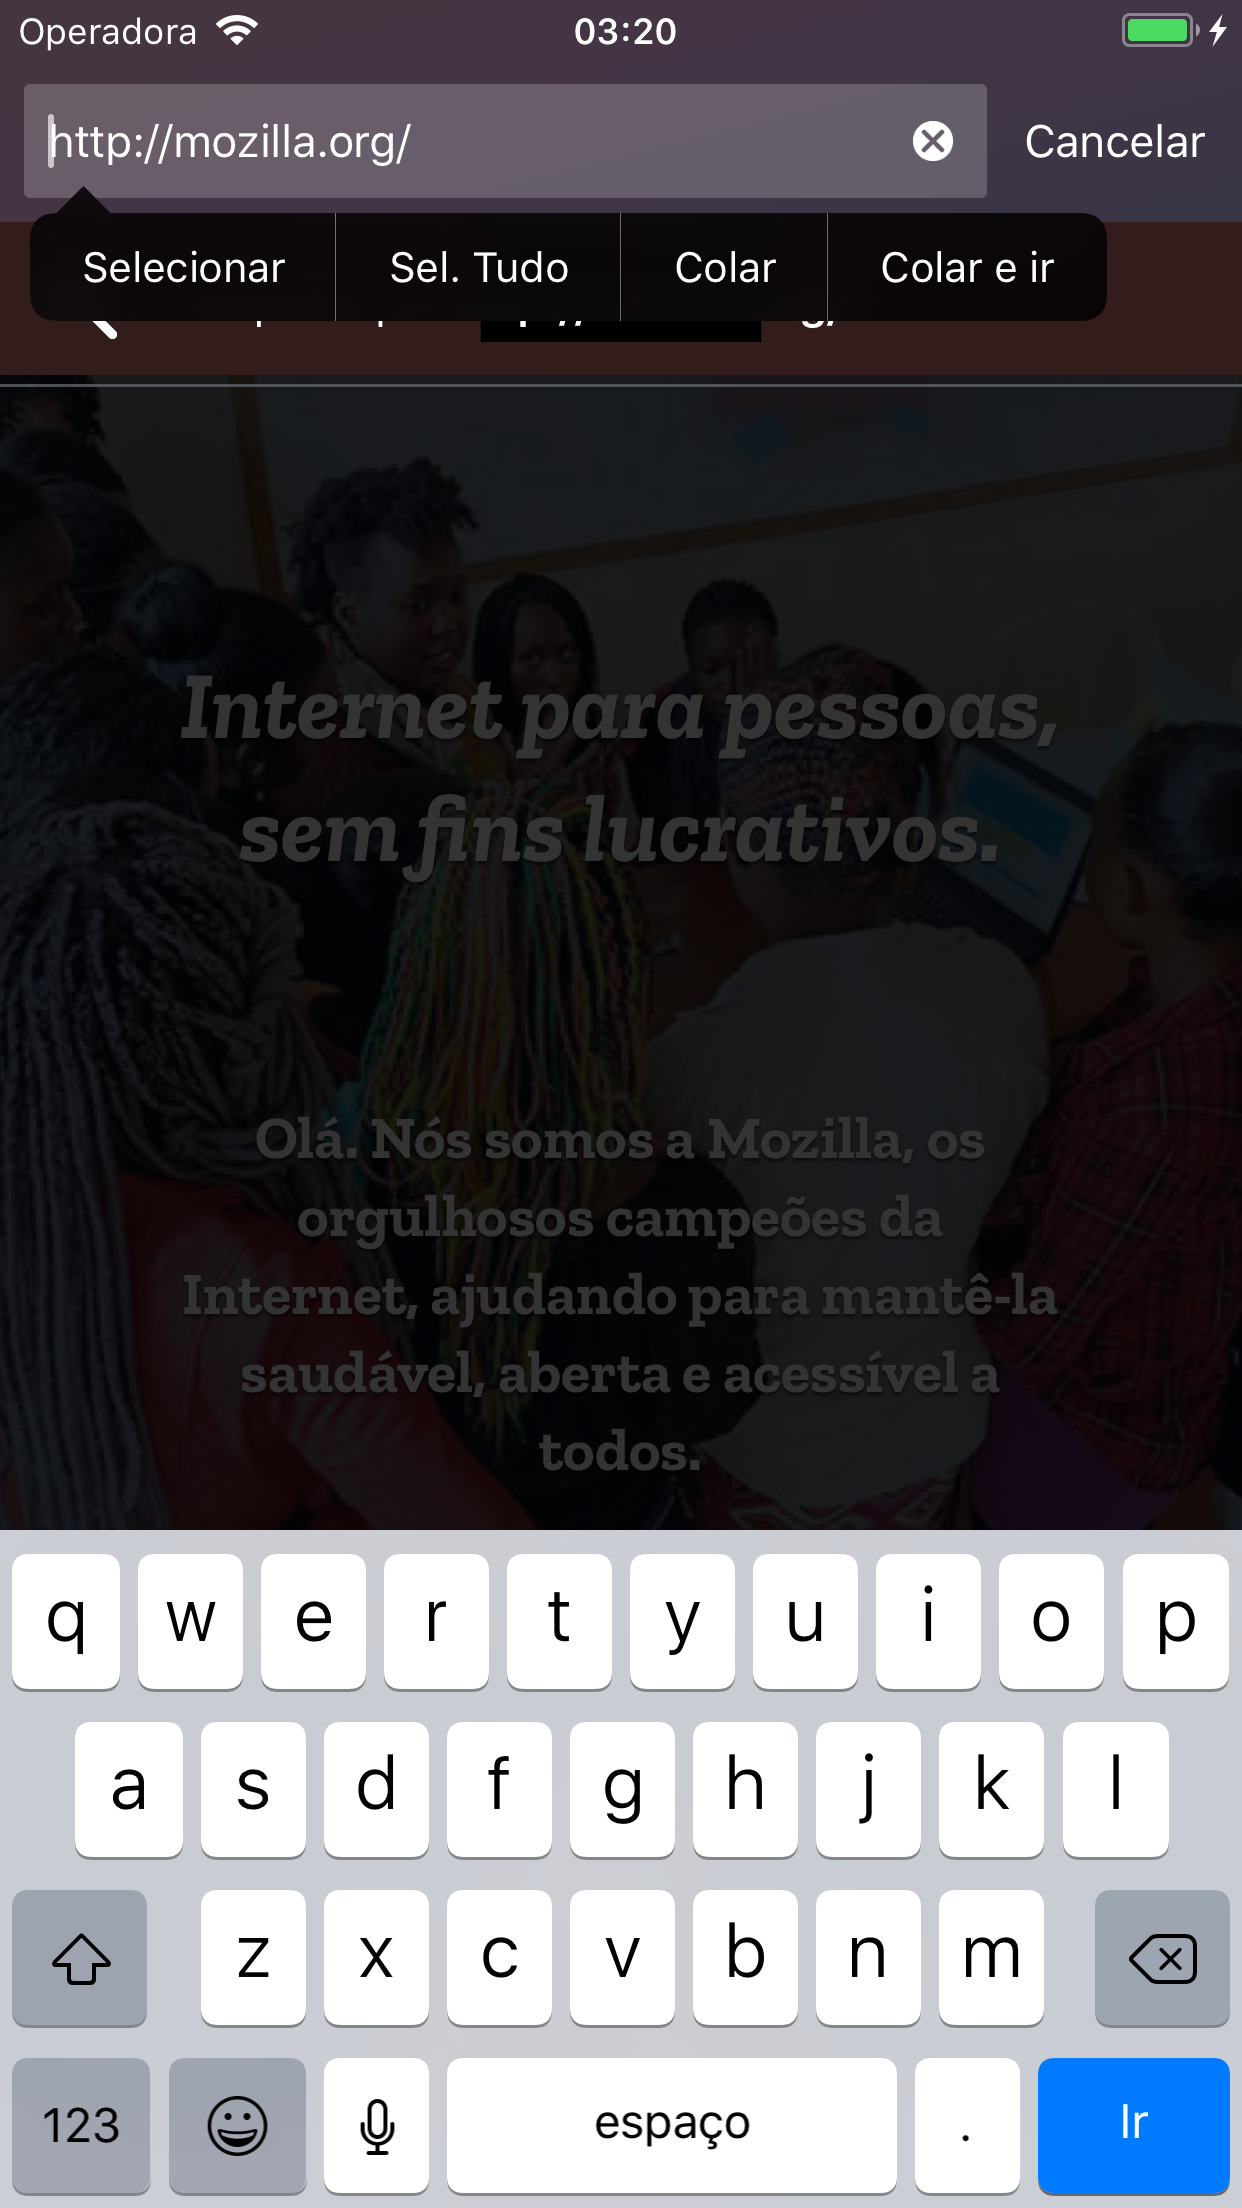 Operadora 03:20
http://mozilla.org/ Cancelar
Selecionar Sel. Tudo Colar Colar e ir
Internet para pessoas,
sem fins lucrativos.
Olá. Nós somos a Mozilla, os
orgulhosos campeões da
Internet, ajudando para mantê-la
saudável, aberta e acessível a
todos.
q w e r t y u i o p
a s d f g h j k l
z x c v b n m
123 espaço . Ir